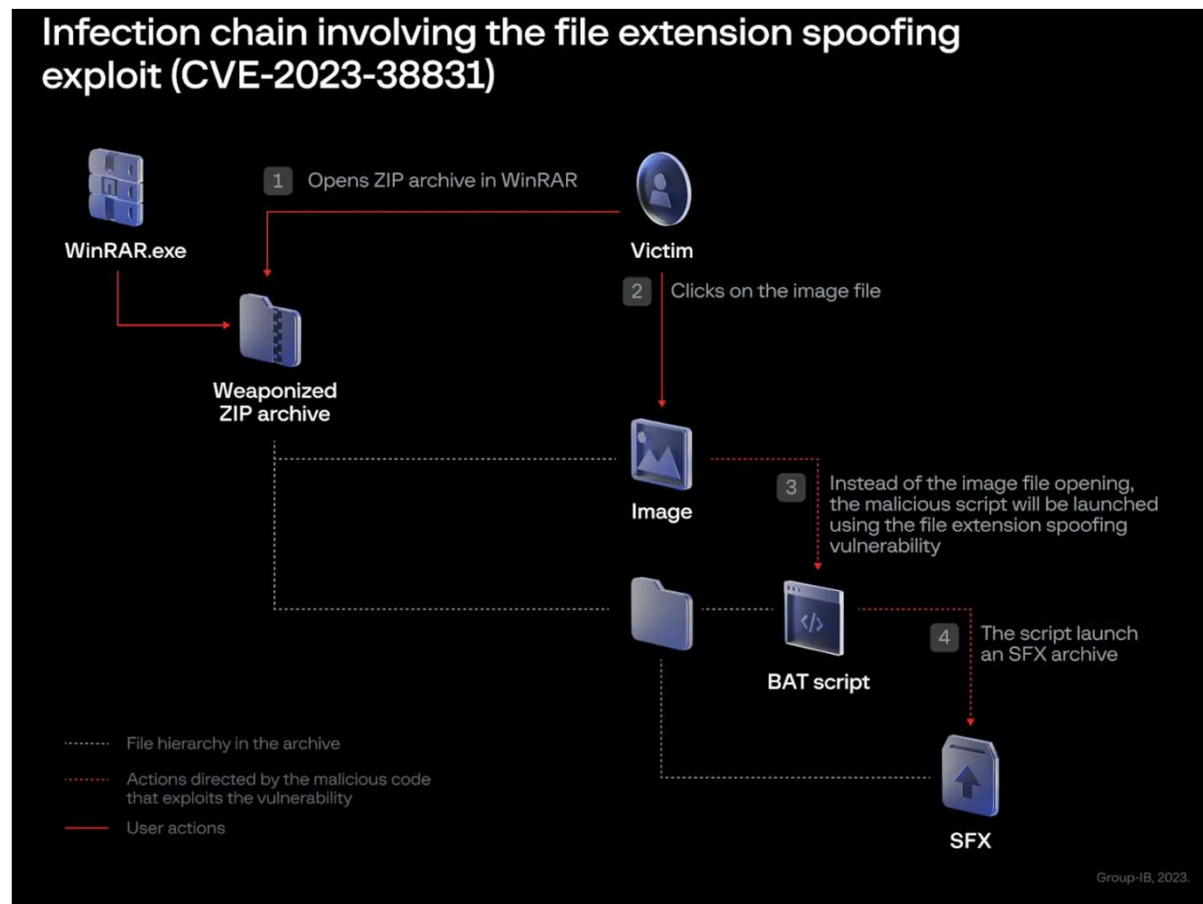 Infection chain involving the file extension spoofing
exploit (CVE-2023-38831)
1
Opens ZIP archive in WinRAR
WinRAR.exe
Victim
2
Clicks on the image file
Weaponized
ZIP archive
Image
3
Instead of the image file opening,
the malicious script will be launched
using the file extension spoofing
vulnerability
</>
BAT script
4
The script launch
an SFX archive
SFX
File hierarchy in the archive
Actions directed by the malicious code
that exploits the vulnerability
User actions
Group-IB, 2023.